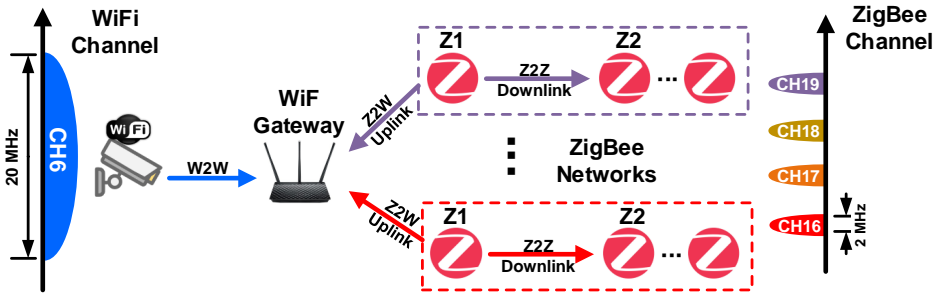 WiFi
Channel
20 MHz
CH6
Wi Fi
W2W
WiF
Gateway
Z2W
Uplink
Z1
Z2Z
Downlink
Z2
...
ZigBee
Networks
Z2W
Uplink
Z1
Z2Z
Downlink
Z2
...
ZigBee
Channel
CH19
CH18
CH17
CH16
2 MHz